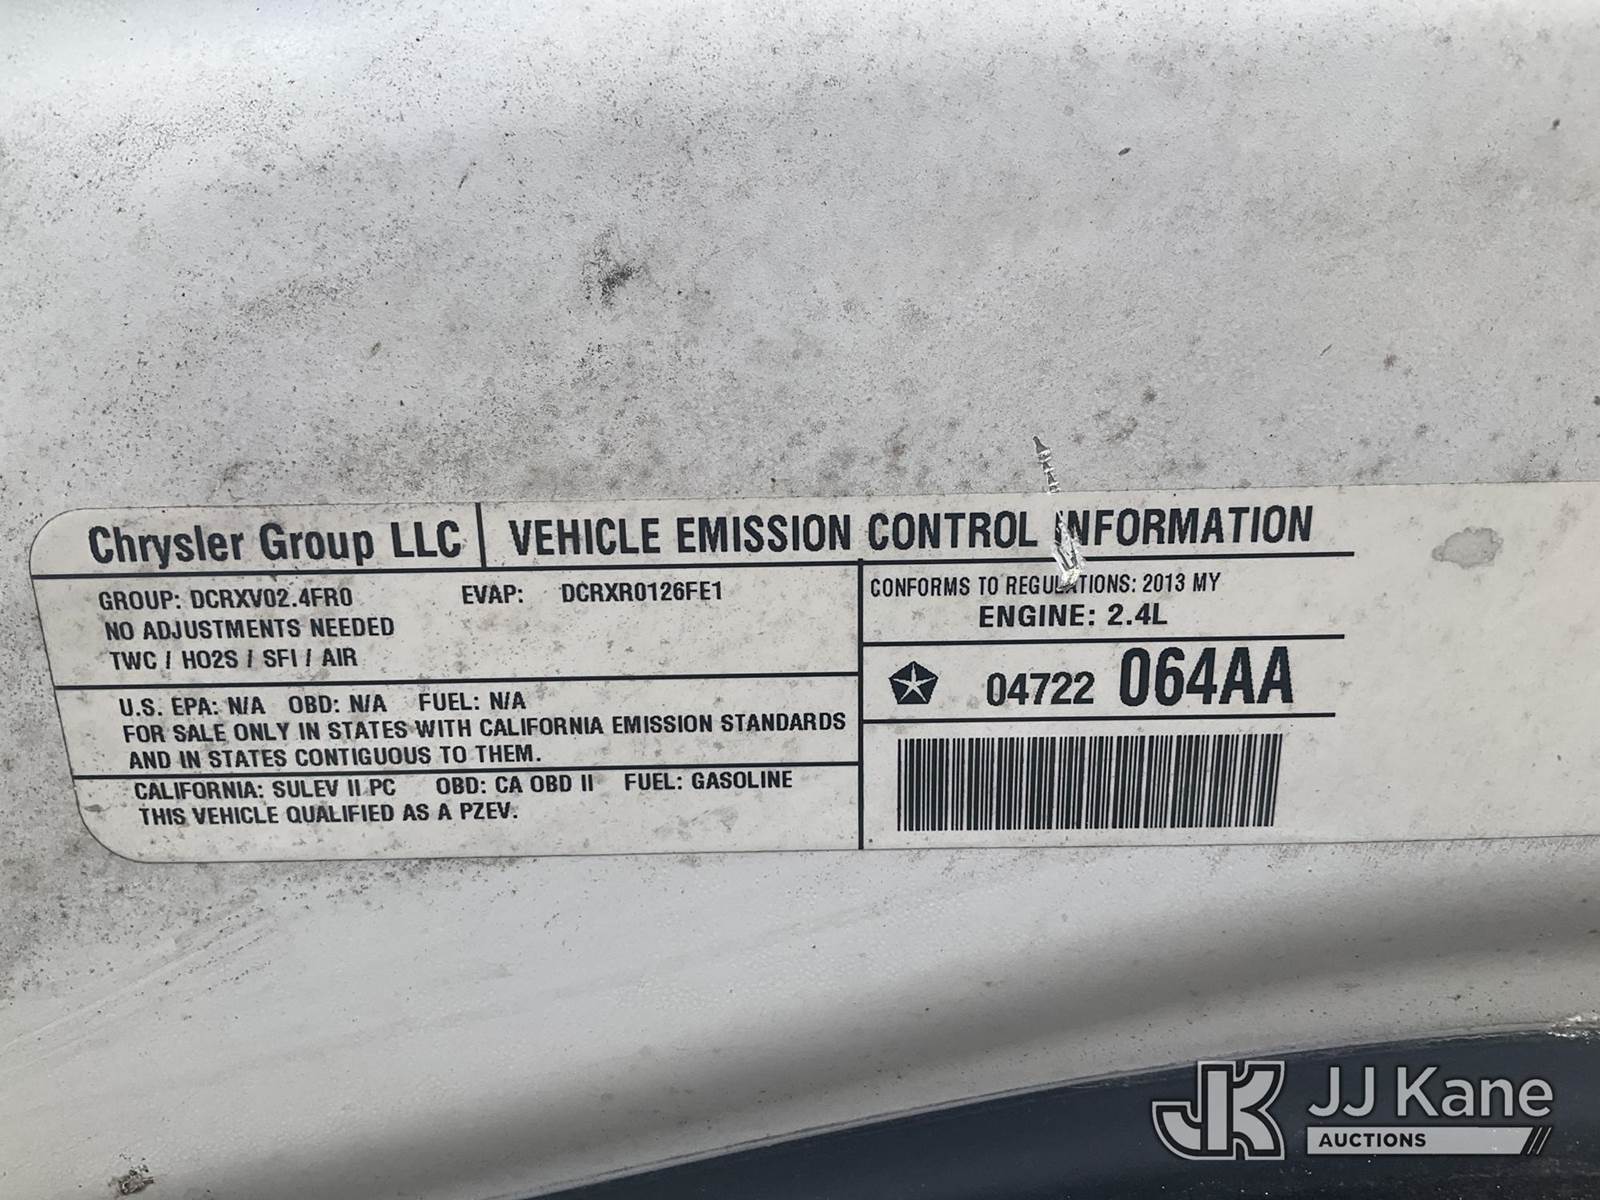 Chrysler Group LLC VEHICLE EMISSION CONTROL INFORMATION
GROUP: DCRXV02.4FR0 EVAP: DCRXR0126FE1
NO ADJUSTMENTS NEEDED
TWC / HO2S / SFI / AIR
U.S. EPA: N/A OBD: N/A FUEL: N/A
FOR SALE ONLY IN STATES WITH CALIFORNIA EMISSION STANDARDS
AND IN STATES CONTIGUOUS TO THEM.
CALIFORNIA: SULEV II PC OBD: CA OBD II FUEL: GASOLINE
THIS VEHICLE QUALIFIED AS A PZEV.
CONFORMS TO REGULATIONS: 2013 MY
ENGINE: 2.4L
04722 064AA
JK JJ Kane
AUCTIONS